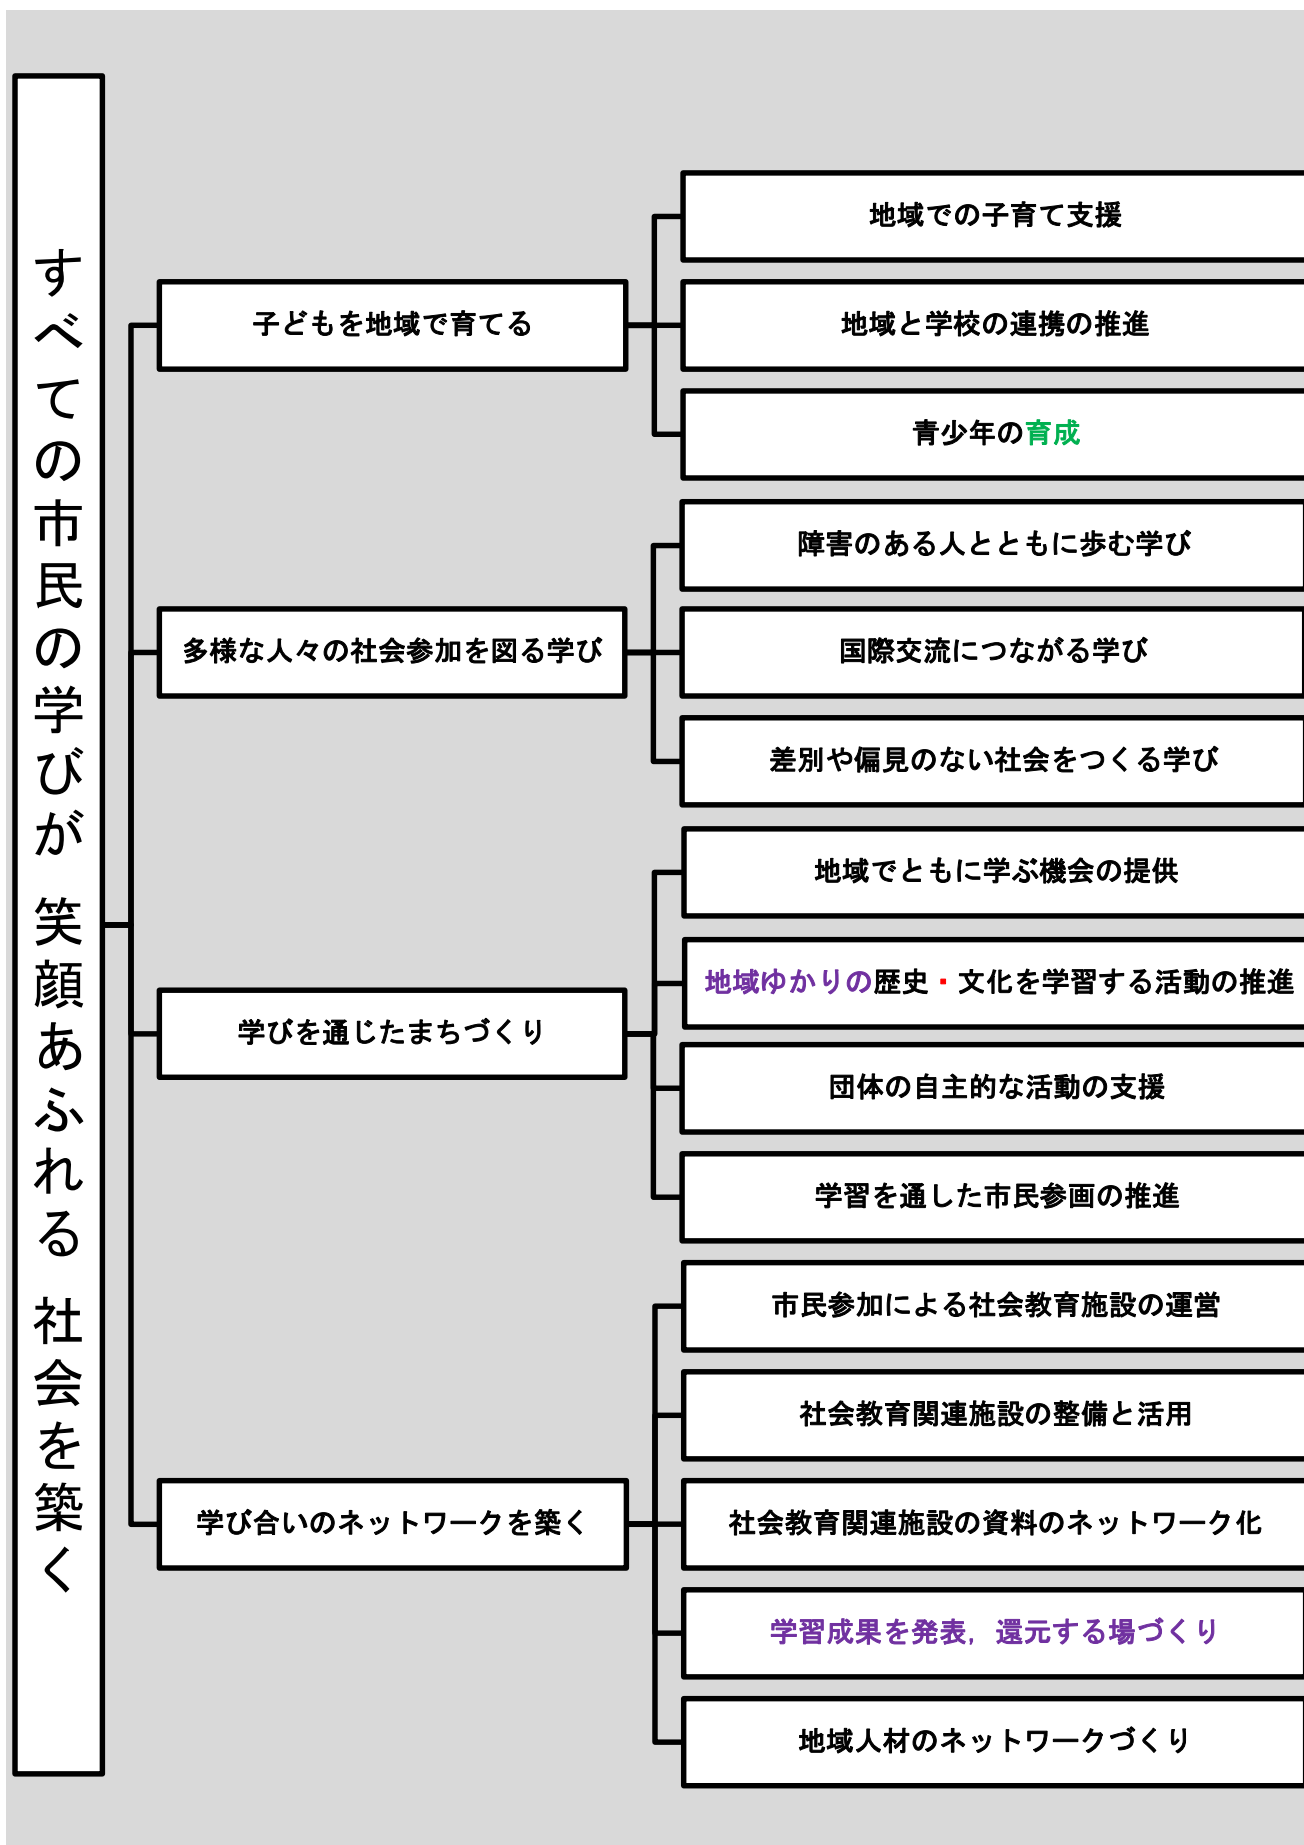 すべての市民の学びが 笑顔あふれる 社会を築く
子どもを地域で育てる
地域での子育て支援
地域と学校の連携の推進
青少年の育成
多様な人々の社会参加を図る学び
障害のある人とともに歩む学び
国際交流につながる学び
差別や偏見のない社会をつくる学び
学びを通じたまちづくり
地域でともに学ぶ機会の提供
地域ゆかりの歴史・文化を学習する活動の推進
団体の自主的な活動の支援
学習を通した市民参画の推進
学び合いのネットワークを築く
市民参加による社会教育施設の運営
社会教育関連施設の整備と活用
社会教育関連施設の資料のネットワーク化
学習成果を発表，還元する場づくり
地域人材のネットワークづくり